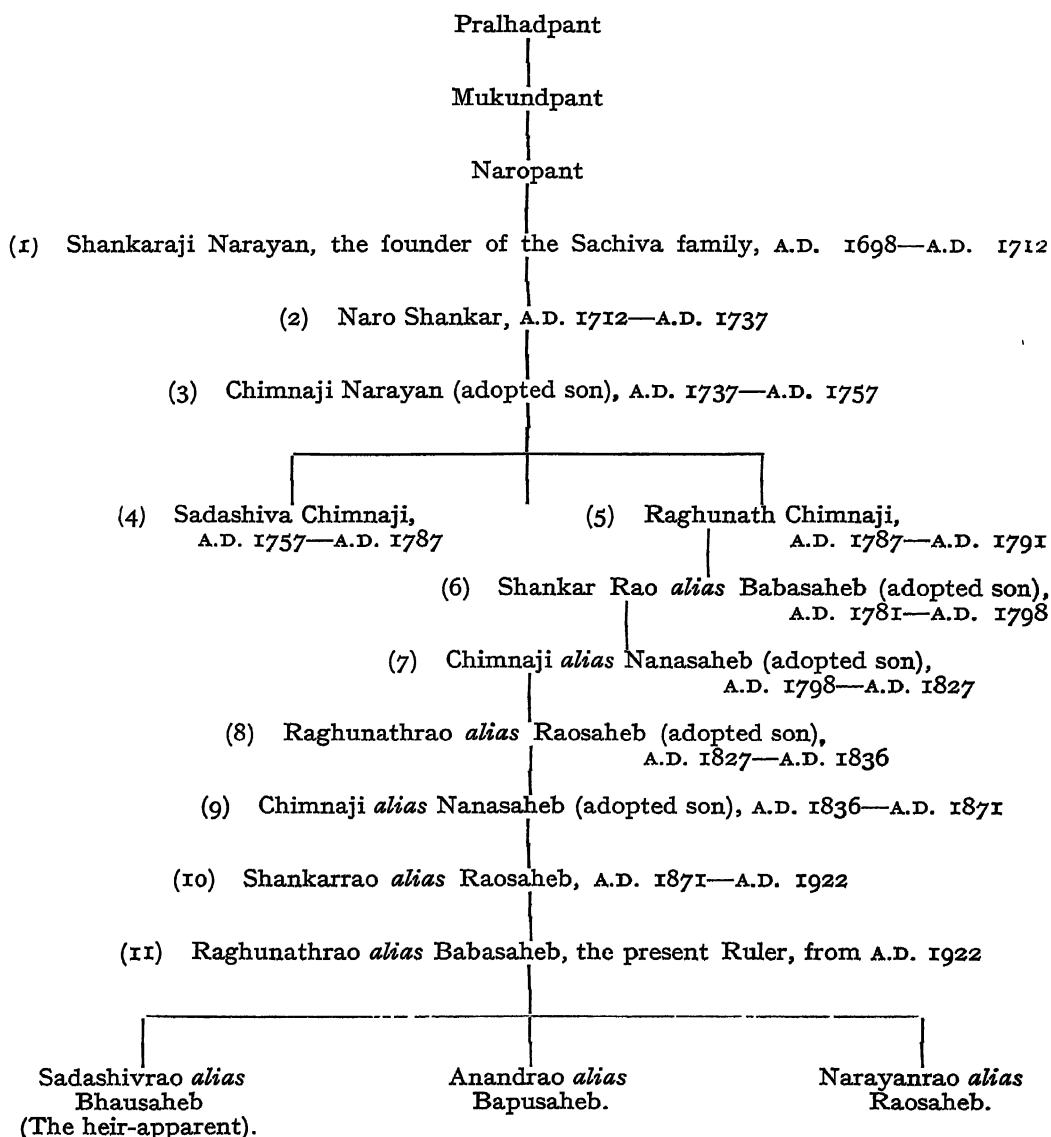 Pralhadpant
Mukundpant
Naropant
(1) Shankaraji Narayan, the founder of the Sachiva family, A.D. 1698—A.D. 1712
(2) Naro Shankar, A.D. 1712—A.D. 1737
(3) Chimnaji Narayan (adopted son), A.D. 1737—A.D. 1757
(4) Sadashiva Chimnaji,
A.D. 1757—A.D. 1787
(5) Raghunath Chimnaji,
A.D. 1787—A.D. 1791
(6) Shankar Rao alias Babasaheb (adopted son),
A.D. 1781—A.D. 1798
(7) Chimnaji alias Nanasaheb (adopted son),
A.D. 1798—A.D. 1827
(8) Raghunathrao alias Raosaheb (adopted son),
A.D. 1827—A.D. 1836
(9) Chimnaji alias Nanasaheb (adopted son), A.D. 1836—A.D. 1871
(10) Shankarrao alias Raosaheb, A.D. 1871—A.D. 1922
(11) Raghunathrao alias Babasaheb, the present Ruler, from A.D. 1922
Sadashivrao alias
Bhausaheb
(The heir-apparent).
Anandrao alias
Bapusaheb.
Narayanrao alias
Raosaheb.